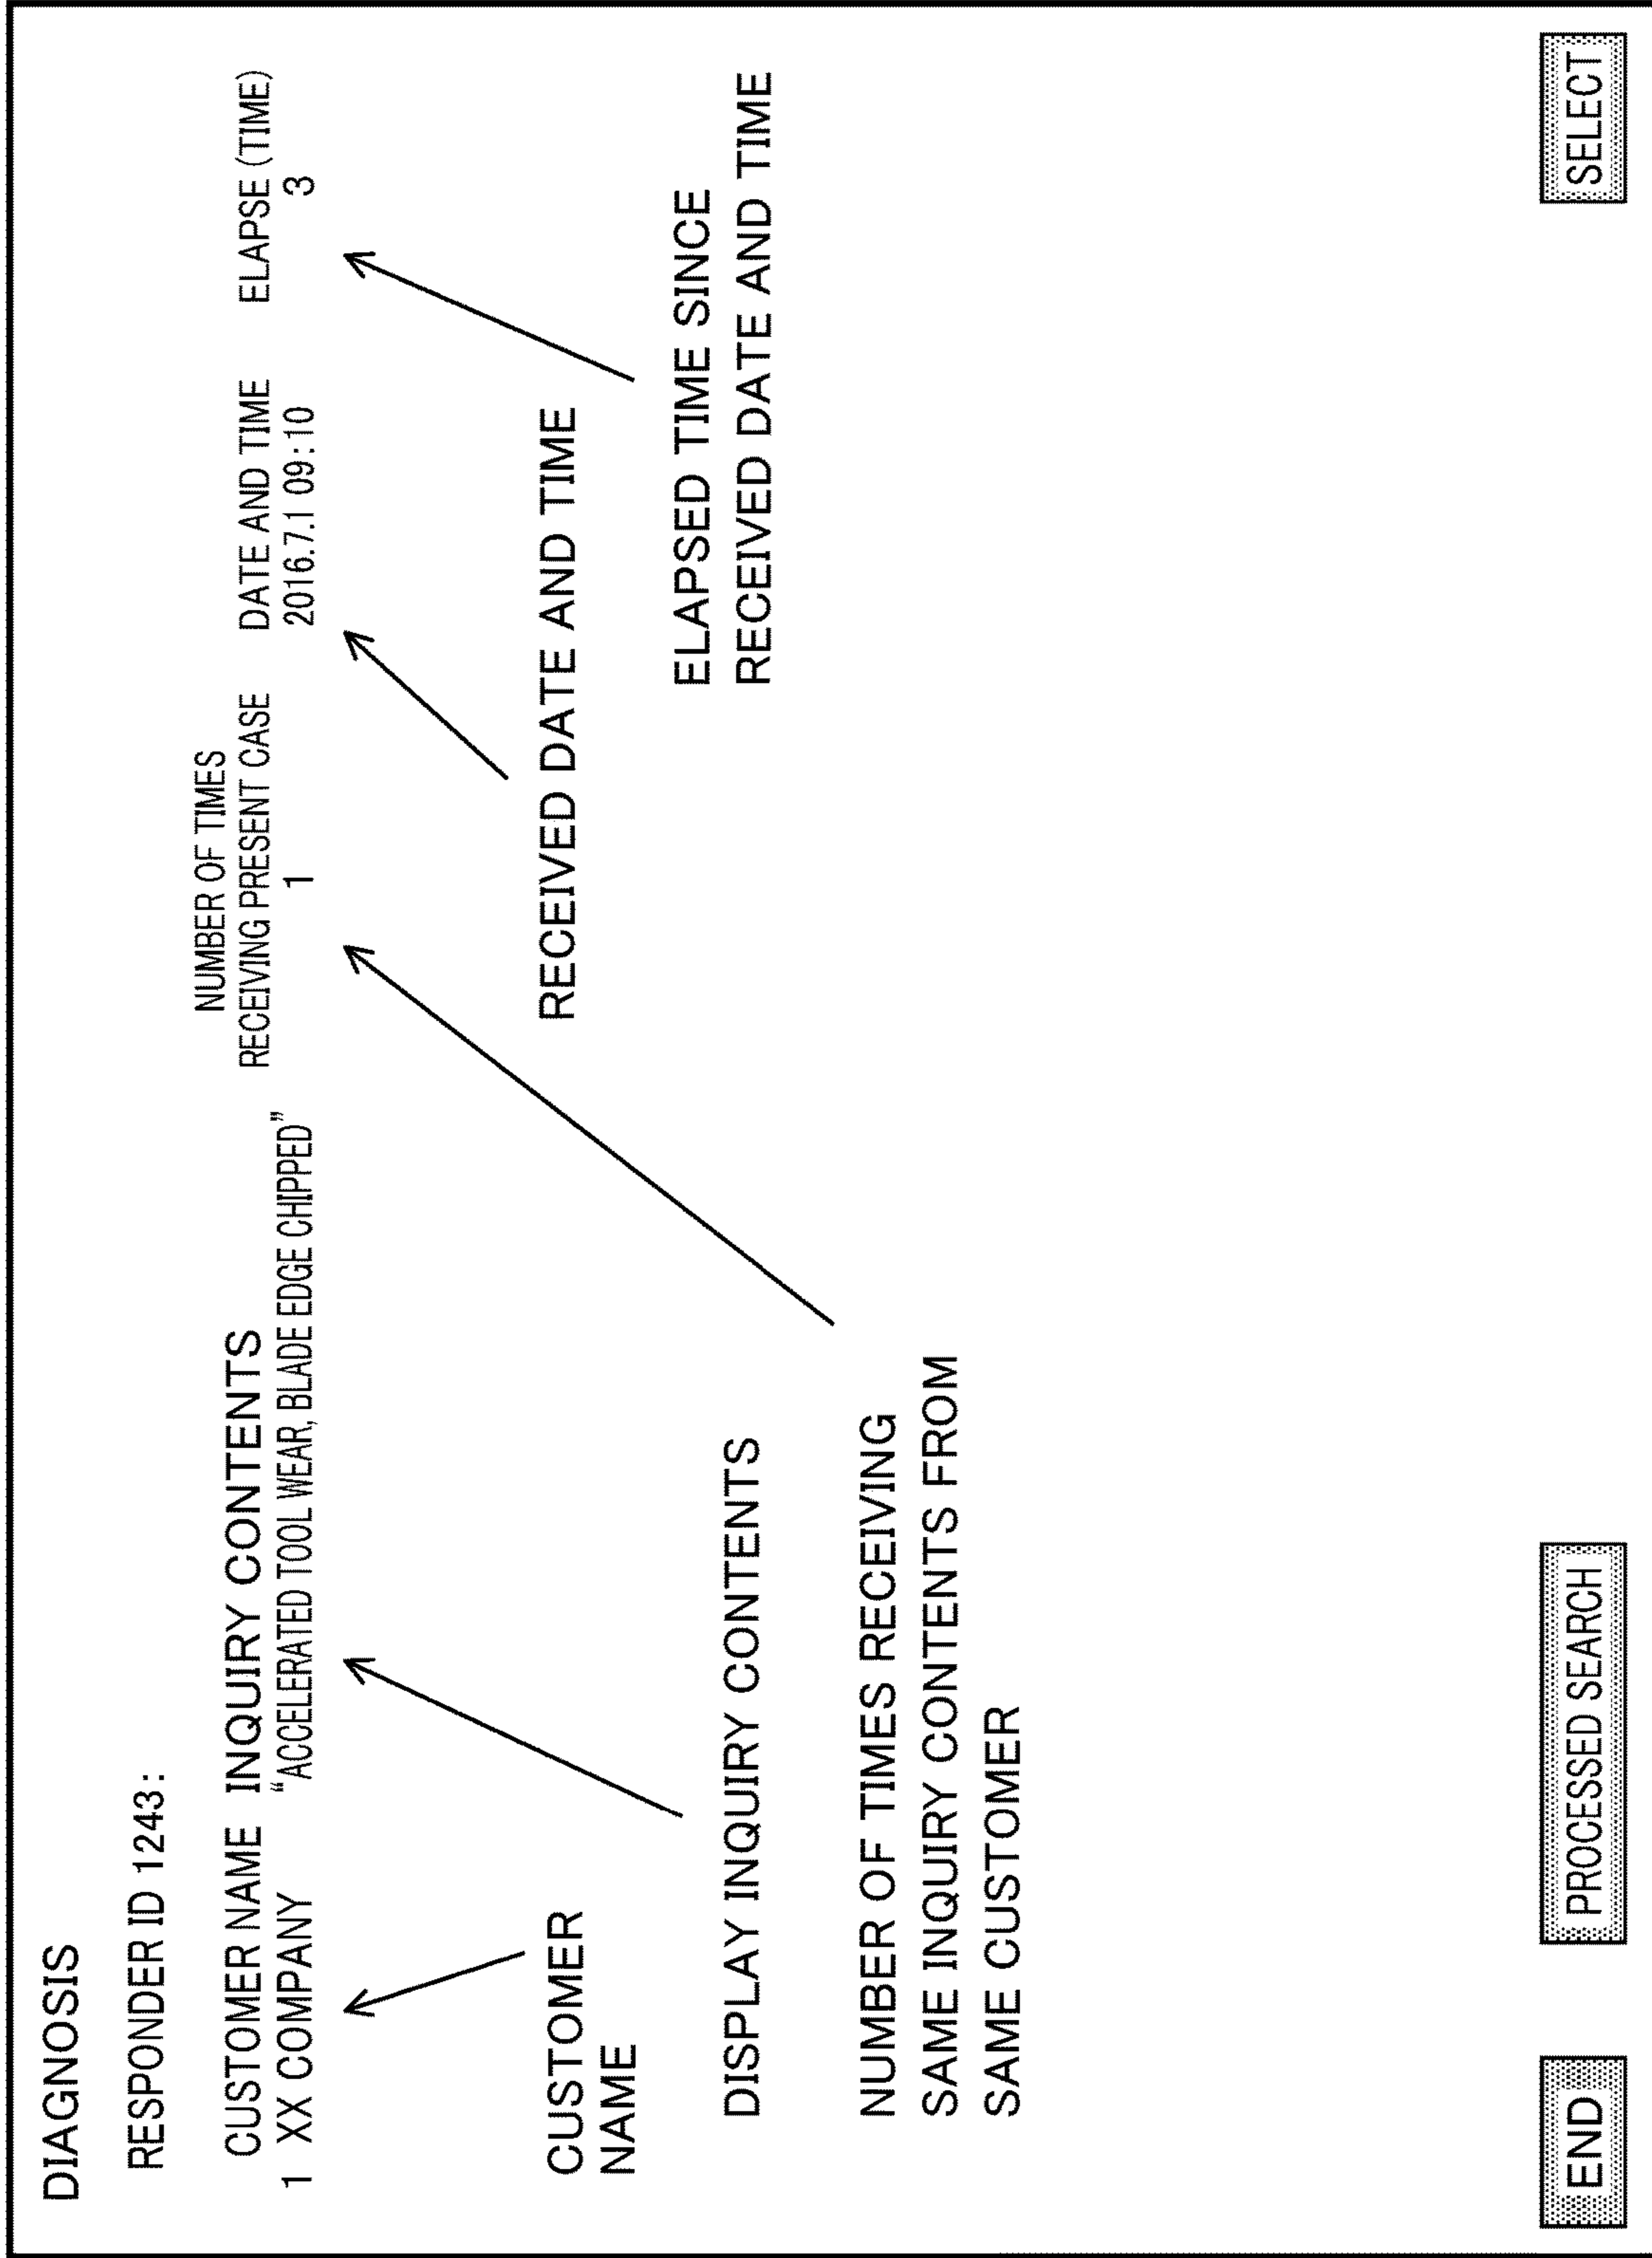 DIAGNOSIS
RESPONDER ID 1243:
NUMBER OF TIMES
CUSTOMER NAME INQUIRY CONTENTS RECEIVING PRESENT CASE DATE AND TIME ELAPSE (TIME)
1 XX COMPANY “ACCELERATED TOOL WEAR, BLADE EDGE CHIPPED” 1 2016.7.1 09:10 3
CUSTOMER
NAME
RECEIVED DATE AND TIME
ELAPSED TIME SINCE
RECEIVED DATE AND TIME
DISPLAY INQUIRY CONTENTS
NUMBER OF TIMES RECEIVING
SAME INQUIRY CONTENTS FROM
SAME CUSTOMER
END PROCESSED SEARCH SELECT